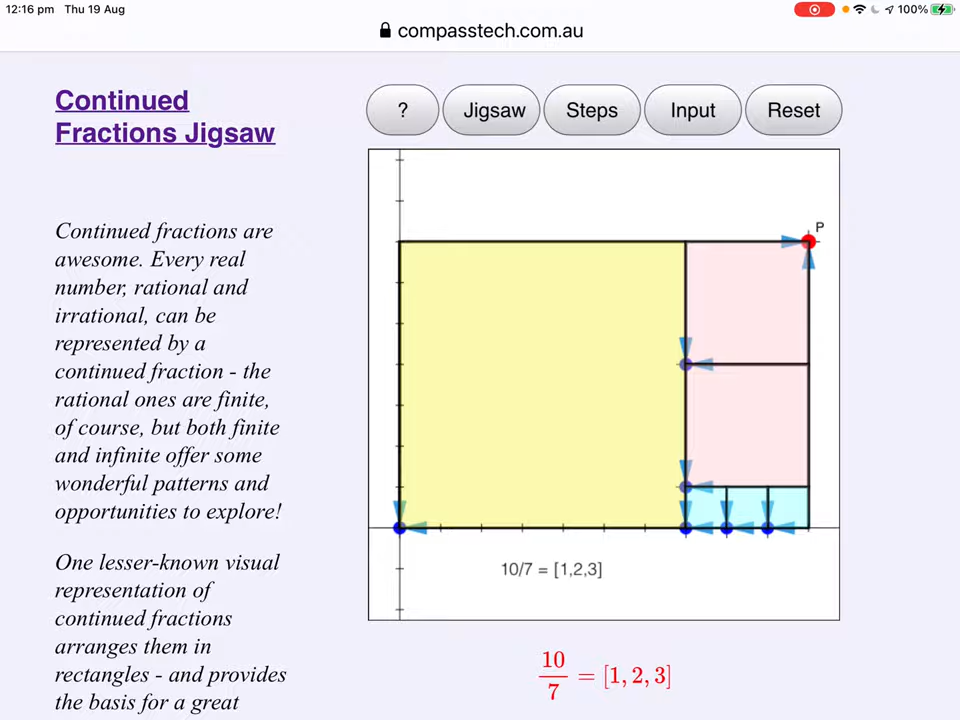 12:16 pm Thu 19 Aug
100%
compasstech.com.au
Continued
Fractions Jigsaw
? Jigsaw Steps Input Reset
Continued fractions are
awesome. Every real
number, rational and
irrational, can be
represented by a
continued fraction - the
rational ones are finite,
of course, but both finite
and infinite offer some
wonderful patterns and
opportunities to explore!
One lesser-known visual
representation of
continued fractions
arranges them in
rectangles - and provides
the basis for a great
P
10/7 = [1,2,3]
10
7
= [1, 2, 3]